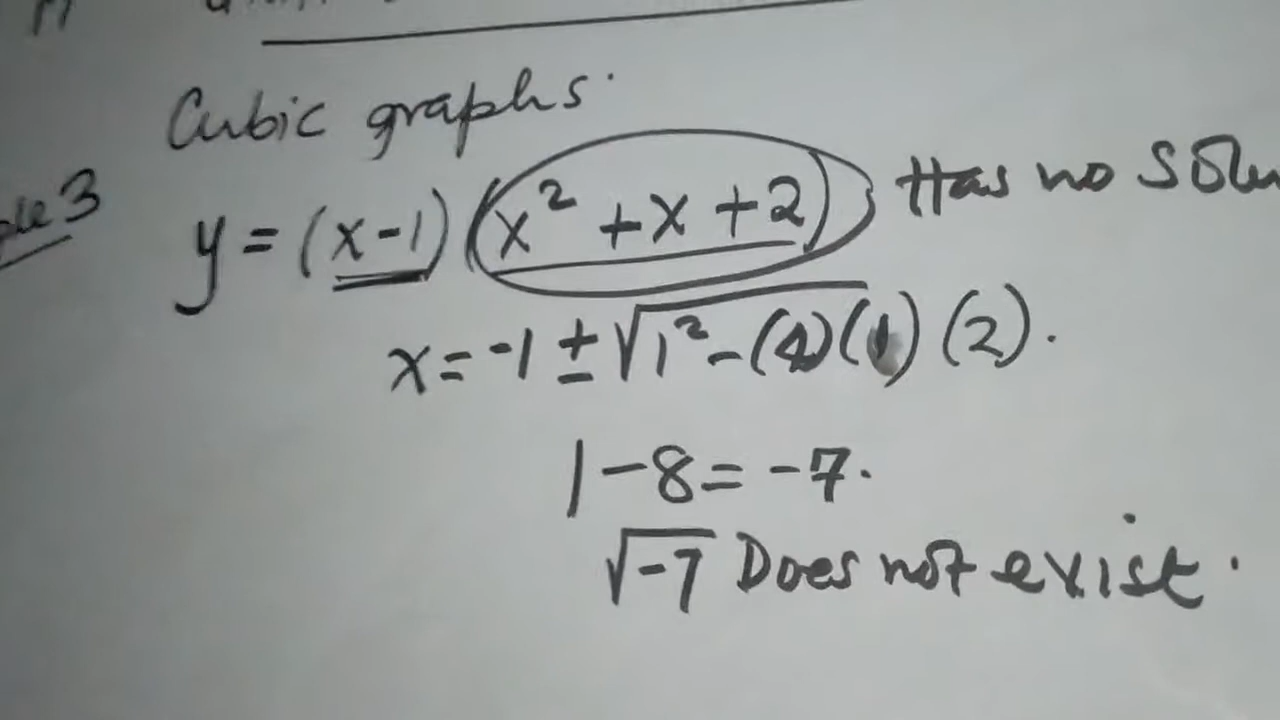 Cubic graphs.
3
y = (x-1)(x² + x + 2) Has no
x = -1 ± √1² - (4)(1)(2).
1 - 8 = -7.
√-7 Does not exist.